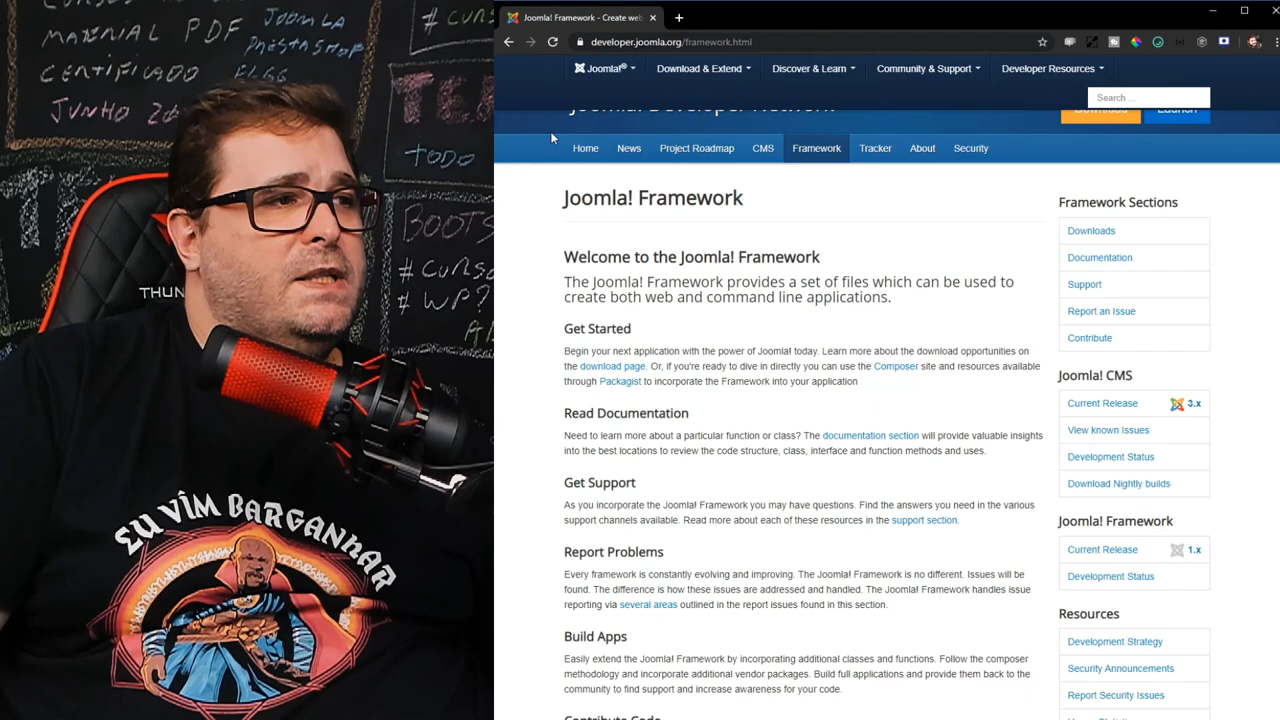 # CU
JOOMLA
MATERIAL PDF
PRESTASHOP
CERTIFICADO
JUNHO
TODO
BOOTS
# CURSO
# WP?
THUN
EU VIM BARGANHAR
Joomla! Framework - Create web
developer.joomla.org/framework.html
Joomla!® Download & Extend Discover & Learn Community & Support Developer Resources
Search ...
Joomla! Developer Network
Download Launch
Home News Project Roadmap CMS Framework Tracker About Security
Joomla! Framework
Welcome to the Joomla! Framework
The Joomla! Framework provides a set of files which can be used to
create both web and command line applications.
Get Started
Begin your next application with the power of Joomla! today. Learn more about the download opportunities on
the download page. Or, if you're ready to dive in directly you can use the Composer site and resources available
through Packagist to incorporate the Framework into your application
Read Documentation
Need to learn more about a particular function or class? The documentation section will provide valuable insights
into the best locations to review the code structure, class, interface and function methods and uses.
Get Support
As you incorporate the Joomla! Framework you may have questions. Find the answers you need in the various
support channels available. Read more about each of these resources in the support section.
Report Problems
Every framework is constantly evolving and improving. The Joomla! Framework is no different. Issues will be
found. The difference is how these issues are addressed and handled. The Joomla! Framework handles issue
reporting via several areas outlined in the report issues found in this section.
Build Apps
Easily extend the Joomla! Framework by incorporating additional classes and functions. Follow the composer
methodology and incorporate additional vendor packages. Build full applications and provide them back to the
community to find support and increase awareness for your code.
Contribute Code
Framework Sections
Downloads
Documentation
Support
Report an Issue
Contribute
Joomla! CMS
Current Release 3.x
View known Issues
Development Status
Download Nightly builds
Joomla! Framework
Current Release 1.x
Development Status
Resources
Development Strategy
Security Announcements
Report Security Issues